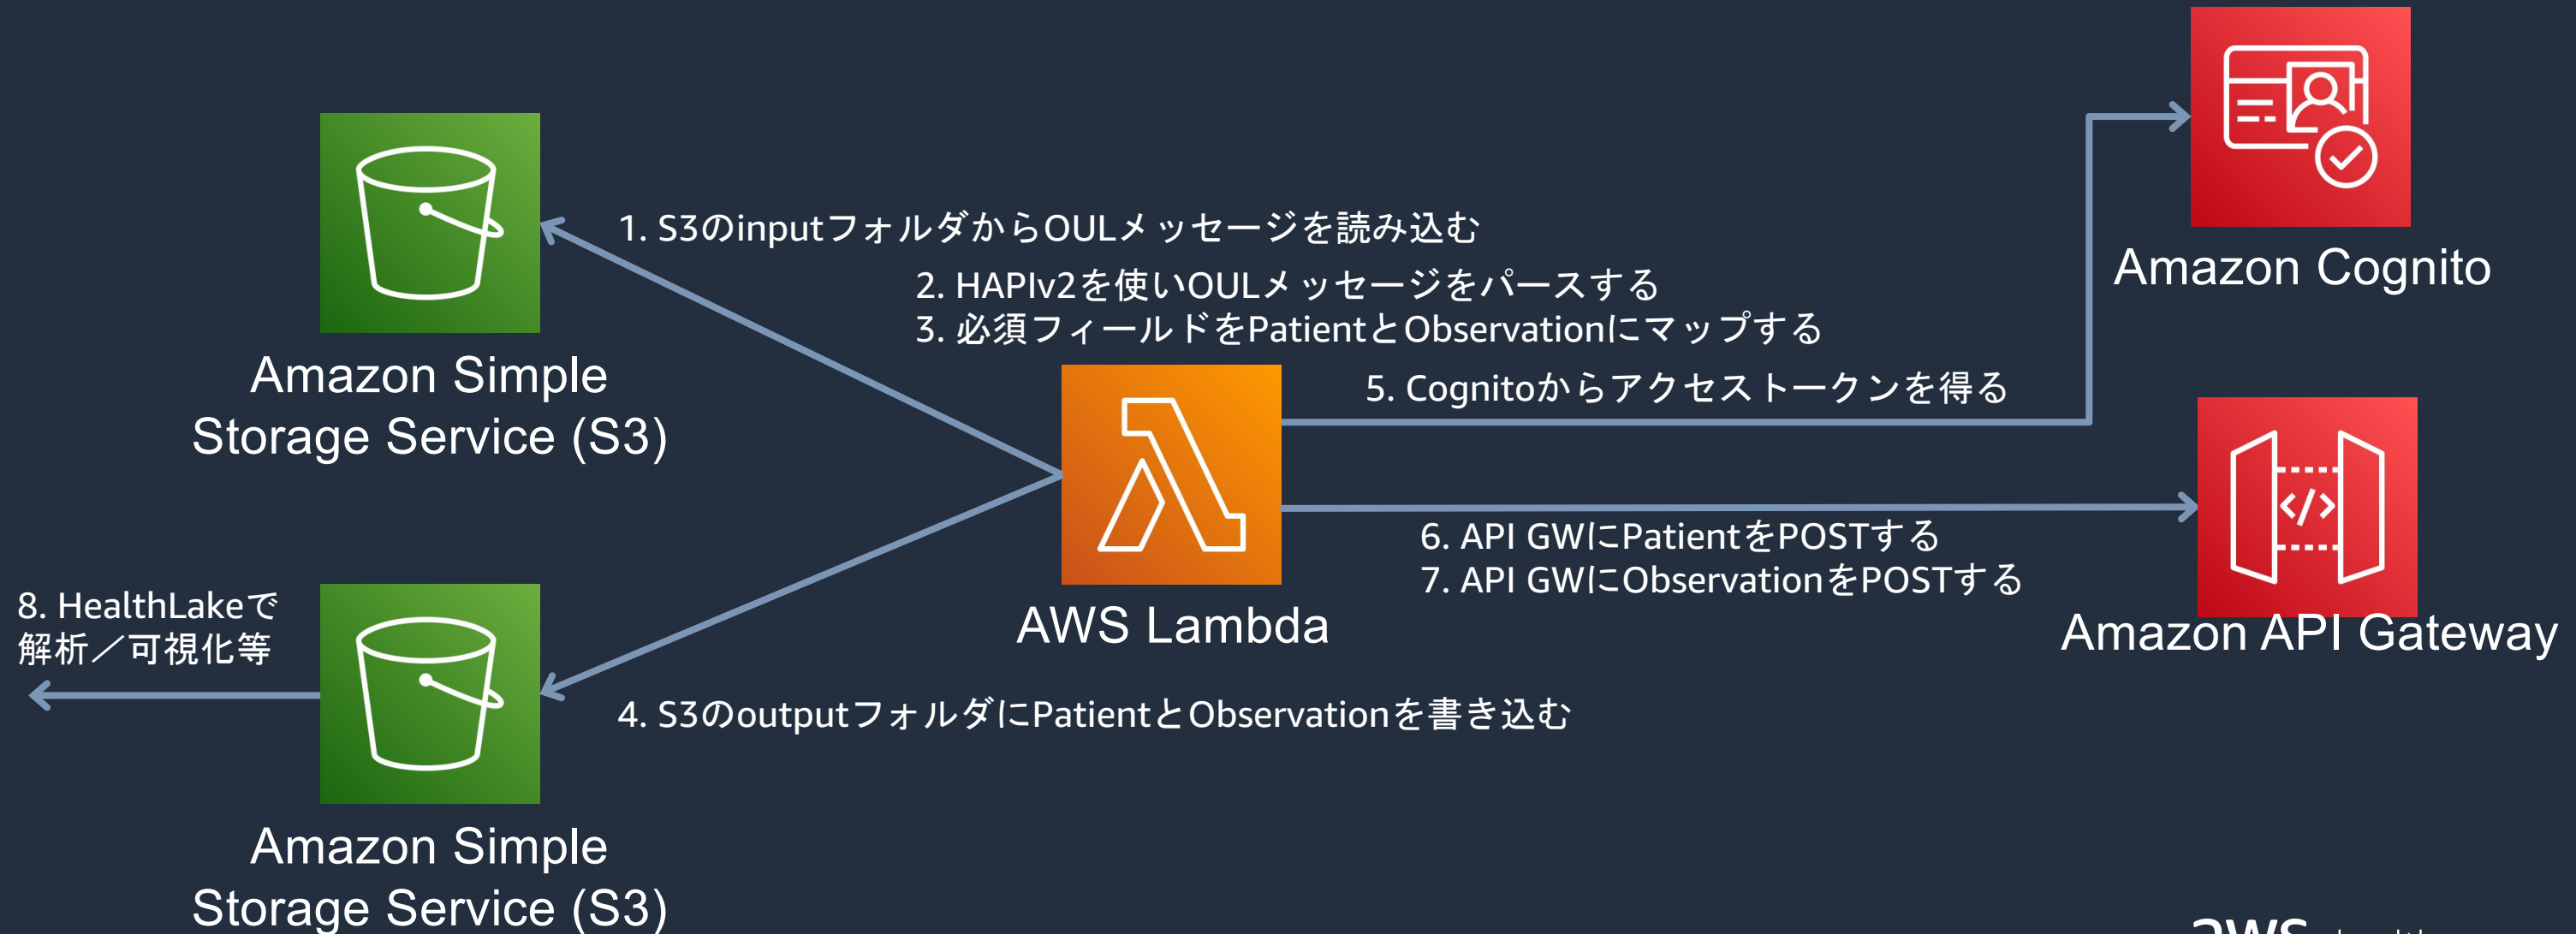 1. S3のinputフォルダからOULメッセージを読み込む
2. HAPIv2を使いOULメッセージをパースする
3. 必須フィールドをPatientとObservationにマップする
Amazon Cognito
Amazon Simple
Storage Service (S3)
5. Cognitoからアクセストークンを得る
6. API GWにPatientをPOSTする
7. API GWにObservationをPOSTする
8. HealthLakeで
解析／可視化等
AWS Lambda
Amazon API Gateway
4. S3のoutputフォルダにPatientとObservationを書き込む
Amazon Simple
Storage Service (S3)
aws